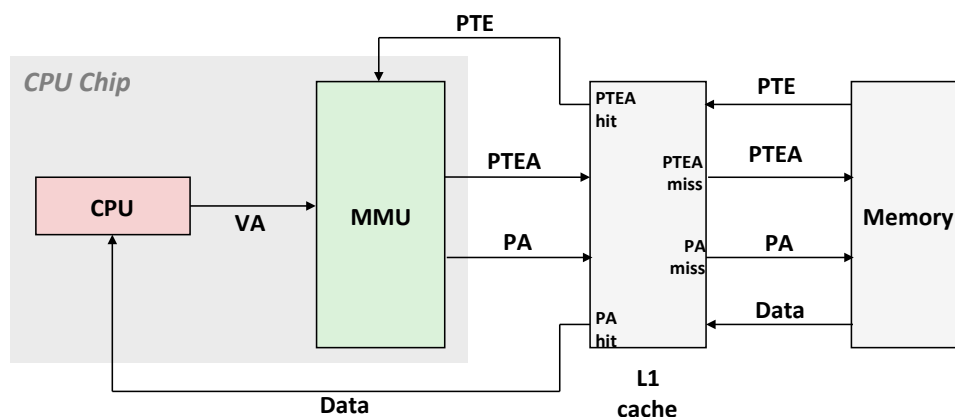 PTE
CPU Chip
PTEA
hit
PTE
PTEA
PTEA
miss
PTEA
CPU
VA
MMU
Memory
PA
PA
miss
PA
PA
hit
Data
Data
L1
cache